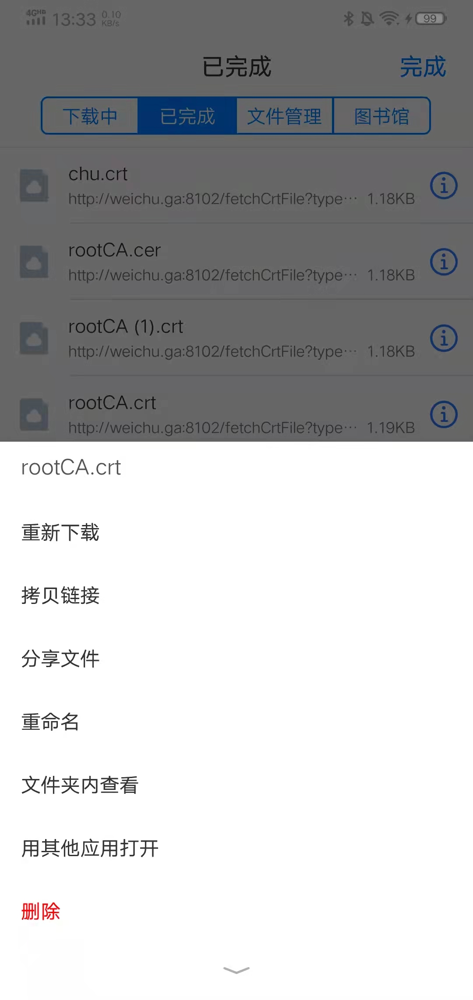 4GHD 13:33 0.10 KB/s 99
已完成 完成
下载中 已完成 文件管理 图书馆
chu.crt
http://weichu.ga:8102/fetchCrtFile?type··· 1.18KB
rootCA.cer
http://weichu.ga:8102/fetchCrtFile?type··· 1.18KB
rootCA (1).crt
http://weichu.ga:8102/fetchCrtFile?type··· 1.18KB
rootCA.crt
http://weichu.ga:8102/fetchCrtFile?type··· 1.19KB
rootCA.crt
重新下载
拷贝链接
分享文件
重命名
文件夹内查看
用其他应用打开
删除